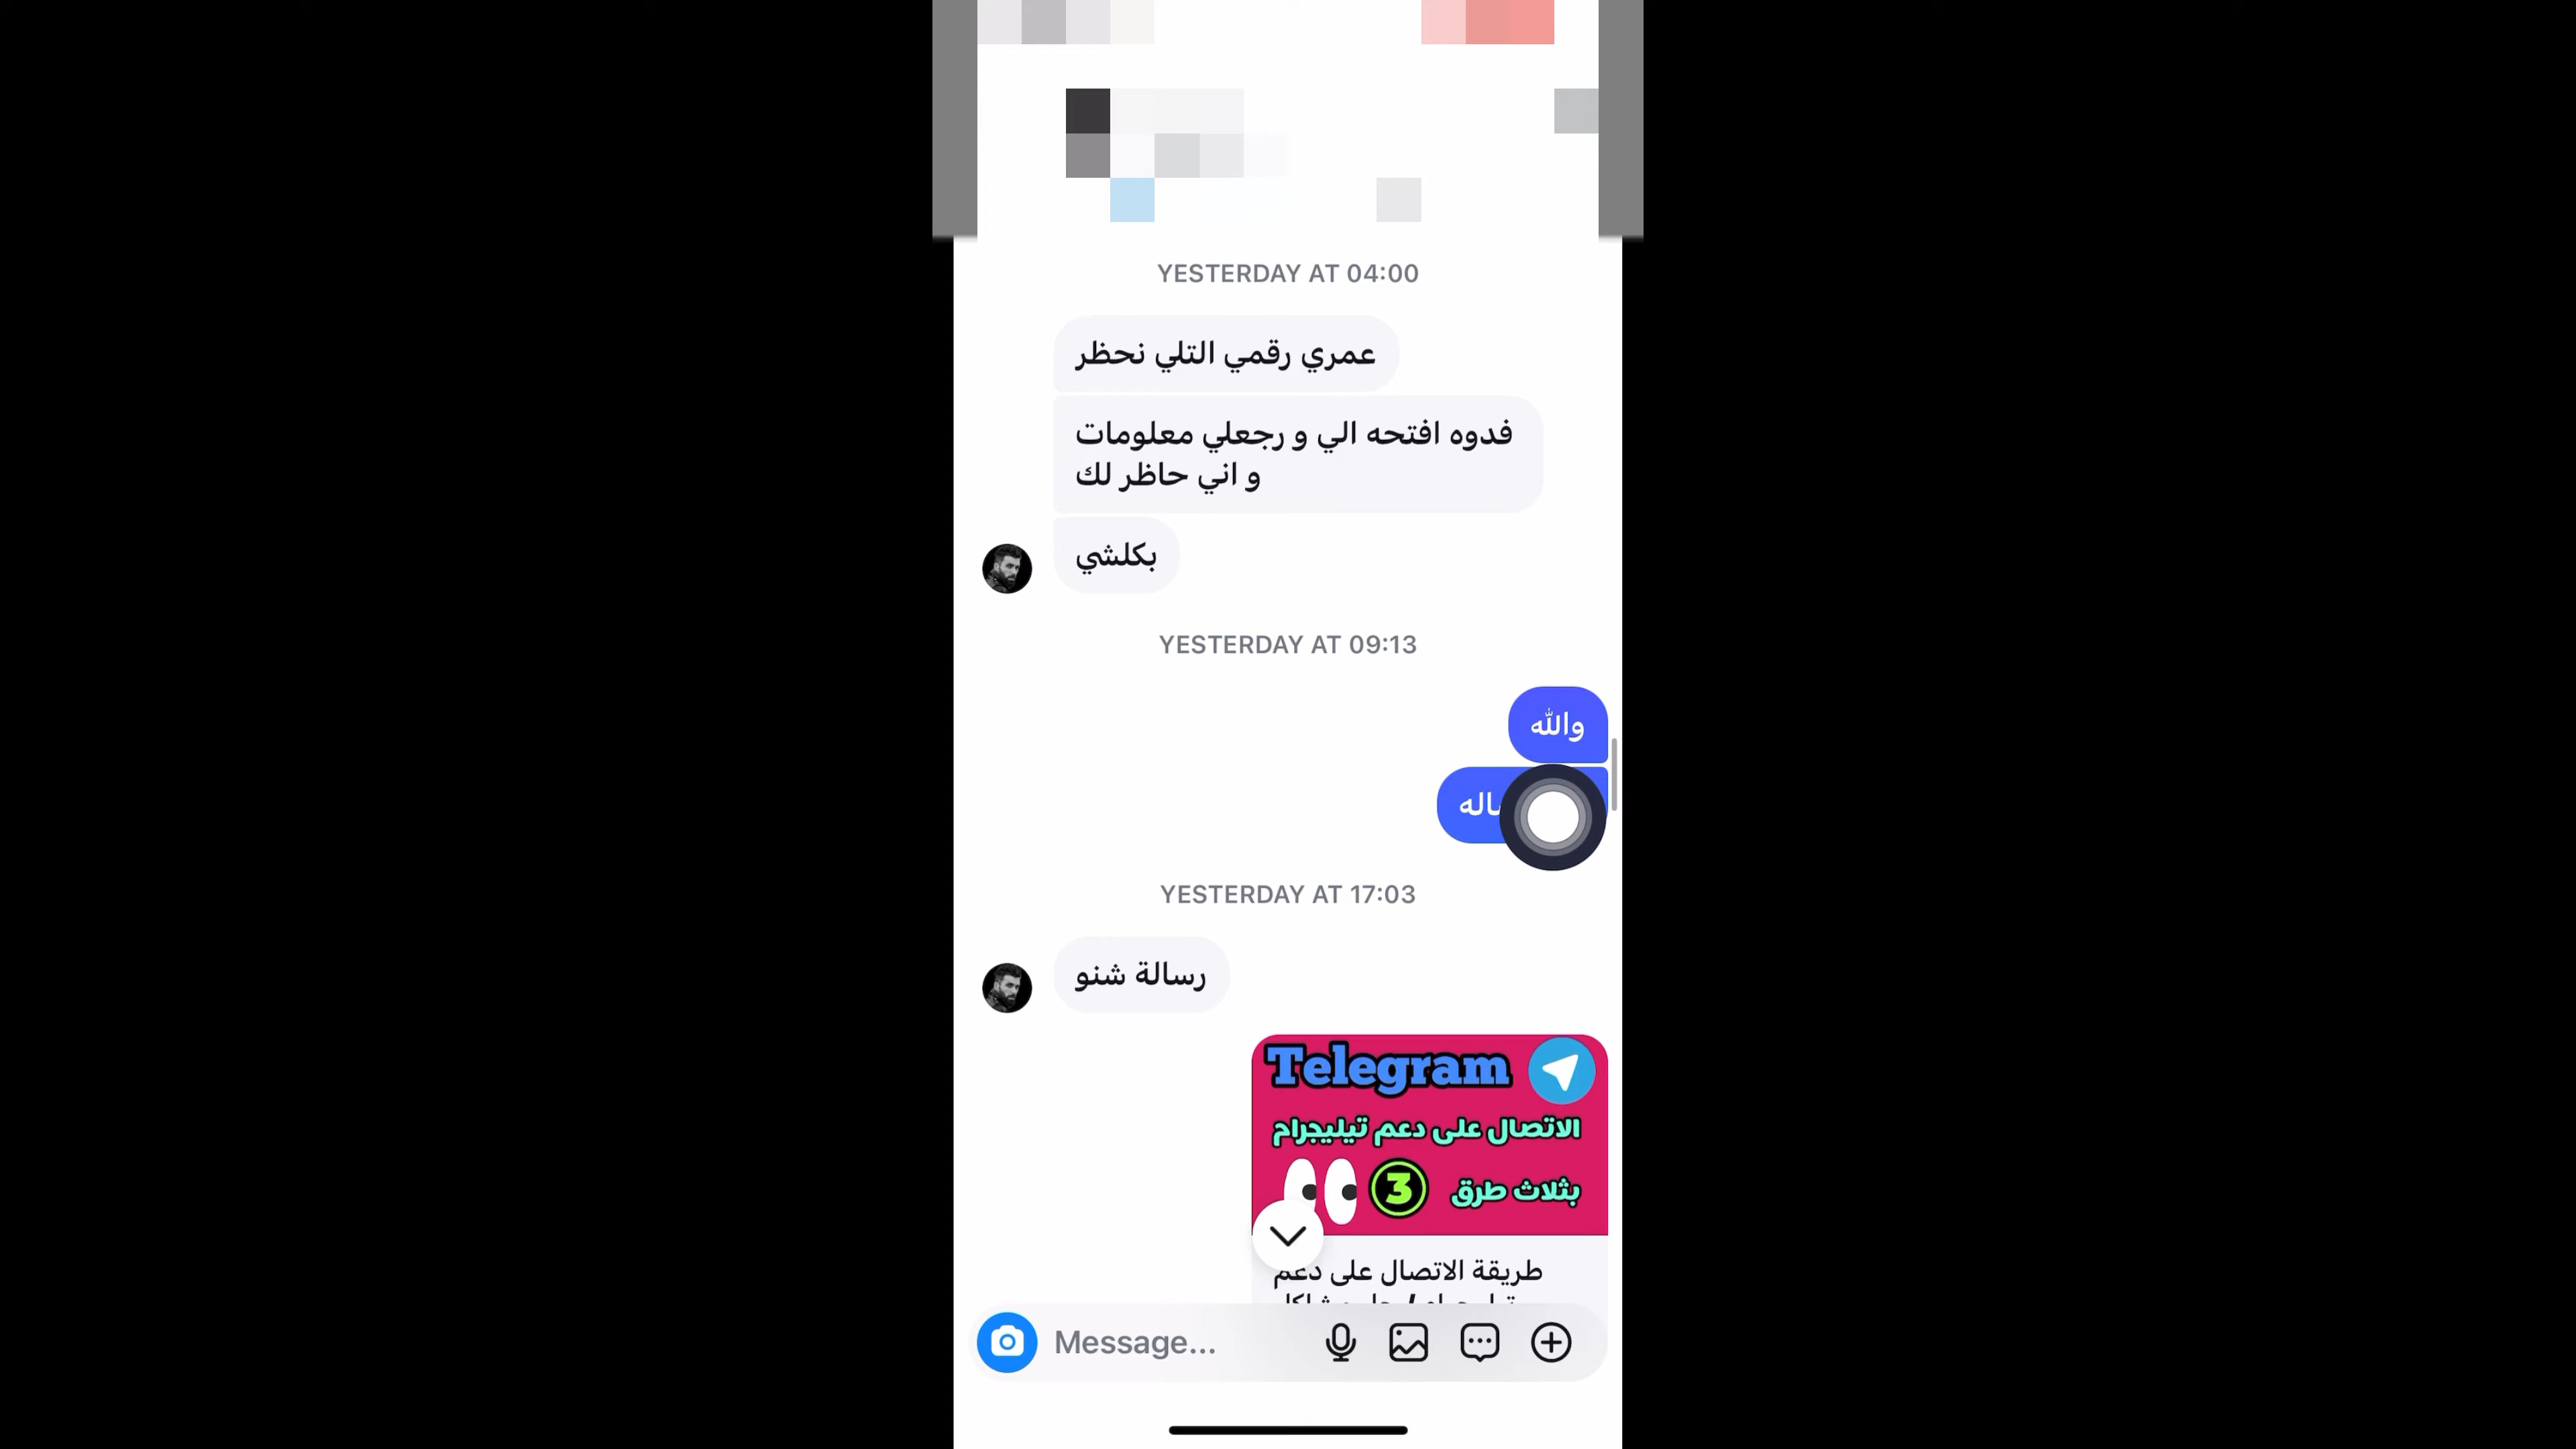 YESTERDAY AT 04:00
عمري رقمي التلي نحظر
فدوه افتحه الي و رجعلي معلومات
و اني حاظر لك
بكلشي
YESTERDAY AT 09:13
والله
YESTERDAY AT 17:03
رسالة شنو
Telegram
الاتصال على دعم تيليجرام
بثلاث طرق 3
طريقة الاتصال على دعم
Message...